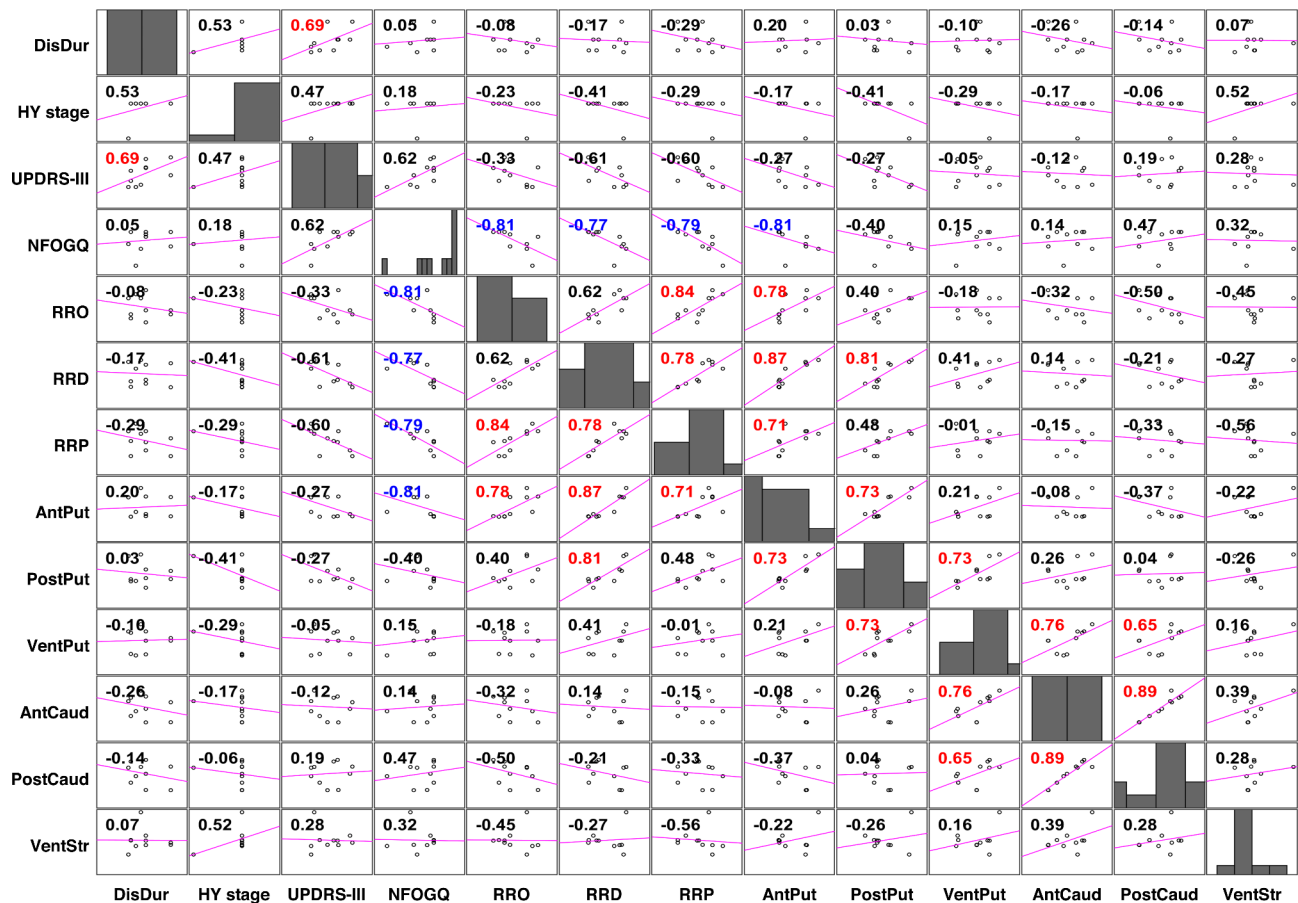 DisDur 0.53 0.69 0.05 -0.08 -0.17 -0.29 0.20 0.03 -0.10 -0.26 -0.14 0.07
HY stage 0.53 0.47 0.18 -0.23 -0.41 -0.29 -0.17 -0.41 -0.29 -0.17 -0.06 0.52
UPDRS-III 0.69 0.47 0.62 -0.33 -0.61 -0.60 -0.27 -0.27 -0.05 -0.12 0.19 0.28
NFOGQ 0.05 0.18 0.62 -0.81 -0.77 -0.79 -0.81 -0.40 0.15 0.14 0.47 0.32
RRO -0.08 -0.23 -0.33 -0.81 0.62 0.84 0.78 0.40 -0.18 -0.32 -0.50 -0.45
RRD -0.17 -0.41 -0.61 -0.77 0.62 0.78 0.87 0.81 0.41 0.14 -0.21 -0.27
RRP -0.29 -0.29 -0.60 -0.79 0.84 0.78 0.71 0.48 -0.01 -0.15 -0.33 -0.56
AntPut 0.20 -0.17 -0.27 -0.81 0.78 0.87 0.71 0.73 0.21 -0.08 -0.37 -0.22
PostPut 0.03 -0.41 -0.27 -0.40 0.40 0.81 0.48 0.73 0.73 0.26 0.04 -0.26
VentPut -0.10 -0.29 -0.05 0.15 -0.18 0.41 -0.01 0.21 0.73 0.76 0.65 0.16
AntCaud -0.26 -0.17 -0.12 0.14 -0.32 0.14 -0.15 -0.08 0.26 0.76 0.89 0.39
PostCaud -0.14 -0.06 0.19 0.47 -0.50 -0.21 -0.33 -0.37 0.04 0.65 0.89 0.28
VentStr 0.07 0.52 0.28 0.32 -0.45 -0.27 -0.56 -0.22 -0.26 0.16 0.39 0.28
DisDur HY stage UPDRS-III NFOGQ RRO RRD RRP AntPut PostPut VentPut AntCaud PostCaud VentStr